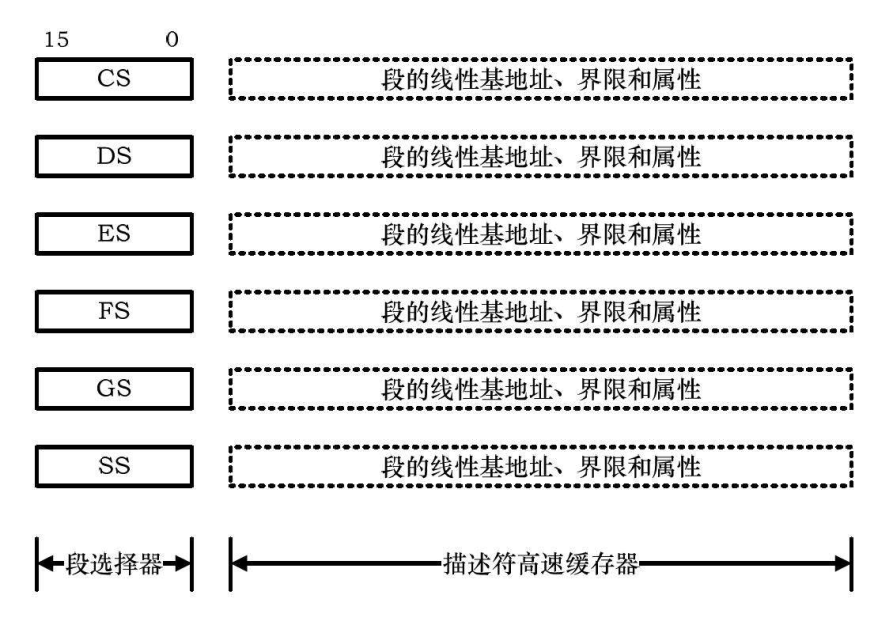 15 0
CS 段的线性基地址、界限和属性
DS 段的线性基地址、界限和属性
ES 段的线性基地址、界限和属性
FS 段的线性基地址、界限和属性
GS 段的线性基地址、界限和属性
SS 段的线性基地址、界限和属性
段选择器 描述符高速缓存器